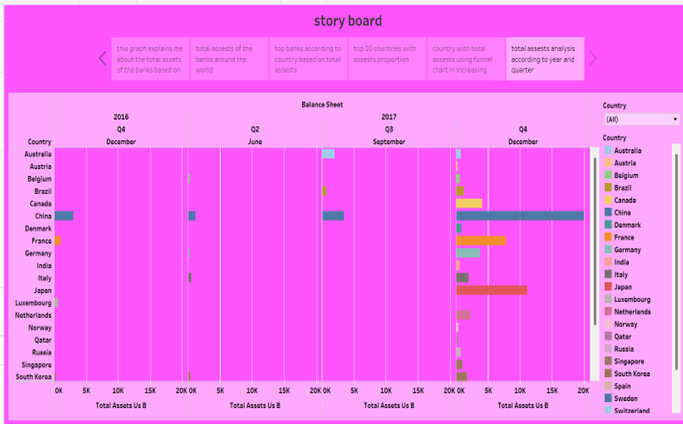 story board
this graph explains me
about the total assets
of the banks based on
total assests of the
banks around the
world
top banks according to
country based on total
assests
top 10 countries with
assests proportion
country with total
assests using funnel
chart in increasing
total assests analysis
according to year and
quarter
Balance Sheet
2016
2017
Q4
Q2
Q3
Q4
Country
December
June
September
December
Australia
Austria
Belgium
Brazil
Canada
China
Denmark
France
Germany
India
Italy
Japan
Luxembourg
Netherlands
Norway
Qatar
Russia
Singapore
South Korea
0K 5K 10K 15K 20K
0K 5K 10K 15K 20K
0K 5K 10K 15K 20K
0K 5K 10K 15K 20K
Total Assets Us B
Total Assets Us B
Total Assets Us B
Total Assets Us B
Country
(All)
Country
Australia
Austria
Belgium
Brazil
Canada
China
Denmark
France
Germany
India
Italy
Japan
Luxembourg
Netherlands
Norway
Qatar
Russia
Singapore
South Korea
Spain
Sweden
Switzerland